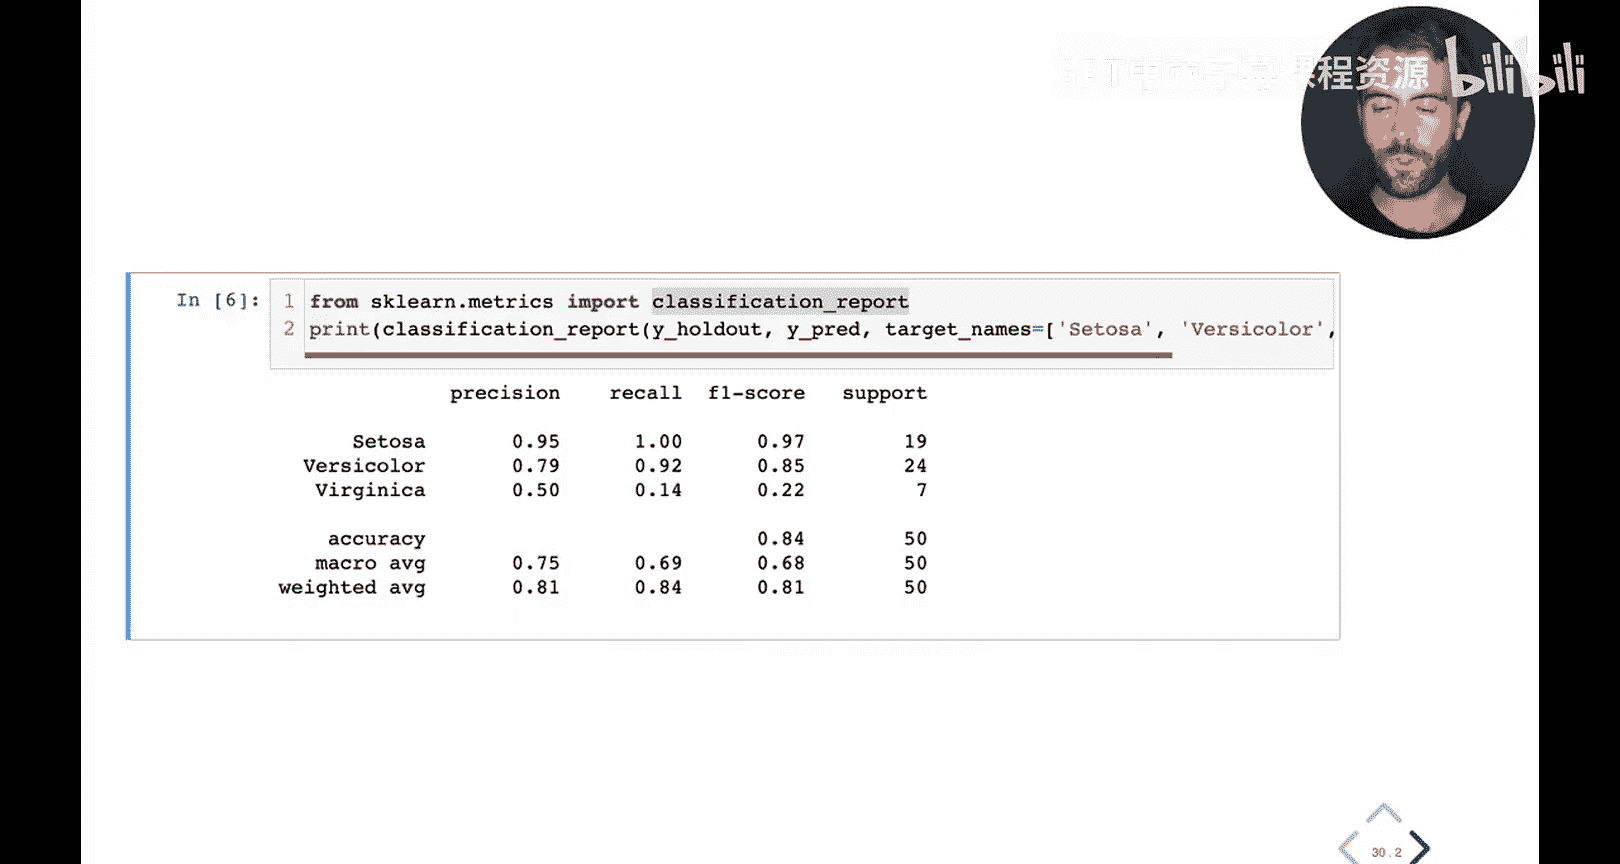 课程资源 bilibili
In [6]:
1 from sklearn.metrics import classification_report
2 print(classification_report(y_holdout, y_pred, target_names=['Setosa', 'Versicolor',
precision recall f1-score support
Setosa 0.95 1.00 0.97 19
Versicolor 0.79 0.92 0.85 24
Virginica 0.50 0.14 0.22 7
accuracy 0.84 50
macro avg 0.75 0.69 0.68 50
weighted avg 0.81 0.84 0.81 50
30.2